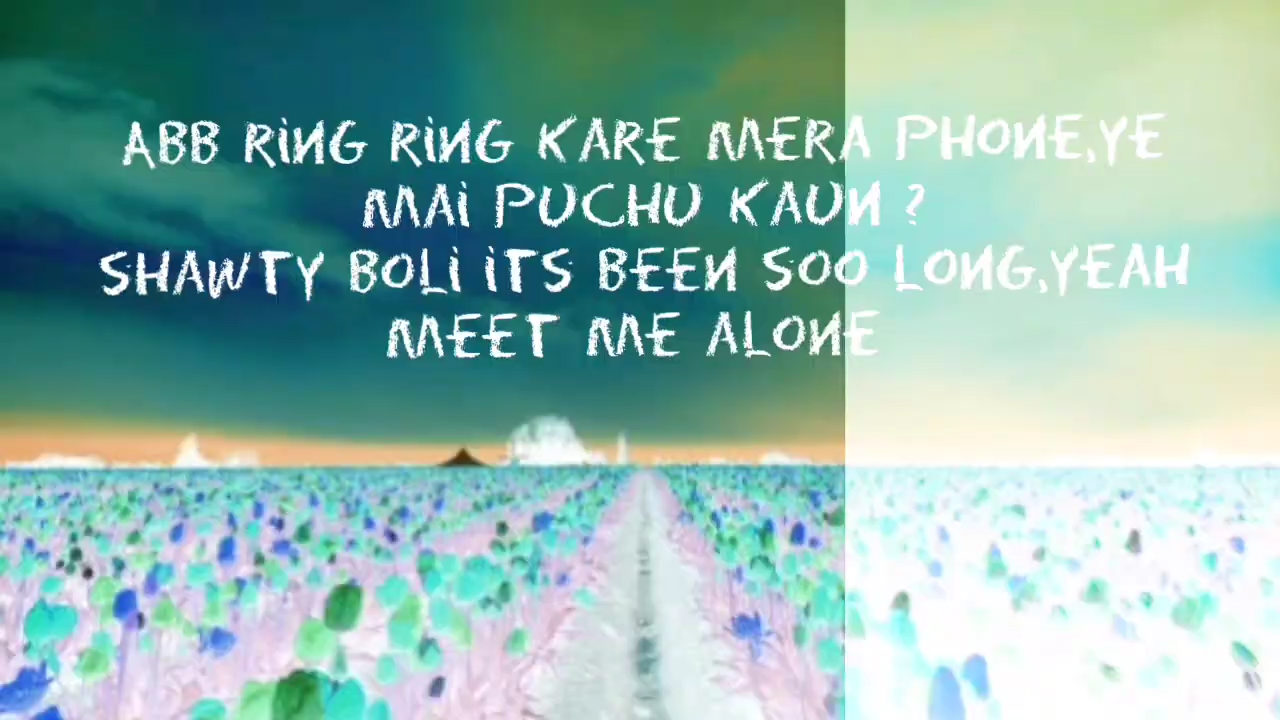 ABB RING RING KARE MERA PHONE,YE
MAI PUCHU KAUN ?
SHAWTY BOLI ITS BEEN SOO LONG,YEAH
MEET ME ALONE